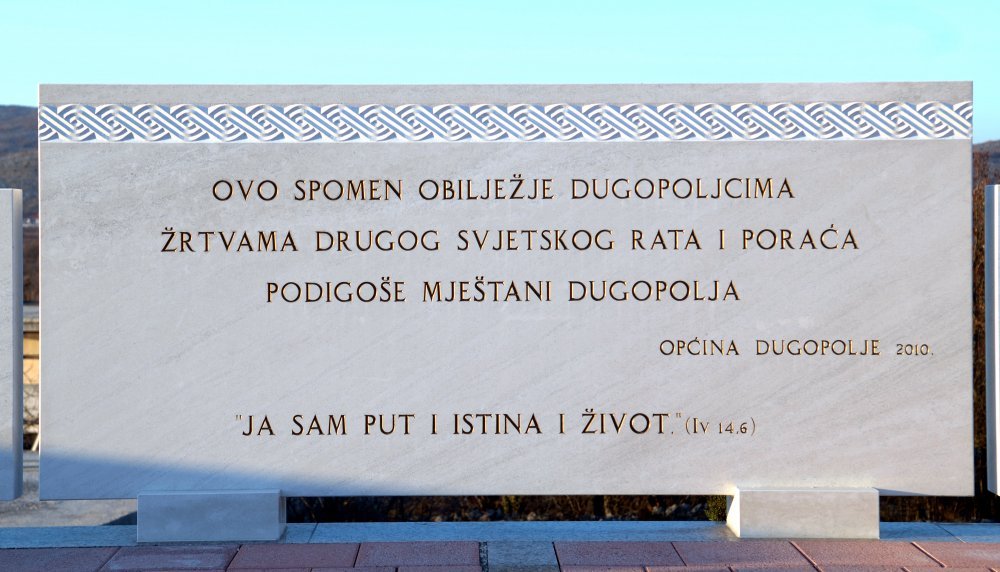 OVO SPOMEN OBILJEŽJE DUGOPOLJCIMA
ŽRTVAMA DRUGOG SVJETSKOG RATA I PORAĆA
PODIGOŠE MJEŠTANI DUGOPOLJA
OPĆINA DUGOPOLJE 2010.
"JA SAM PUT I ISTINA I ŽIVOT." (IV 14,6)